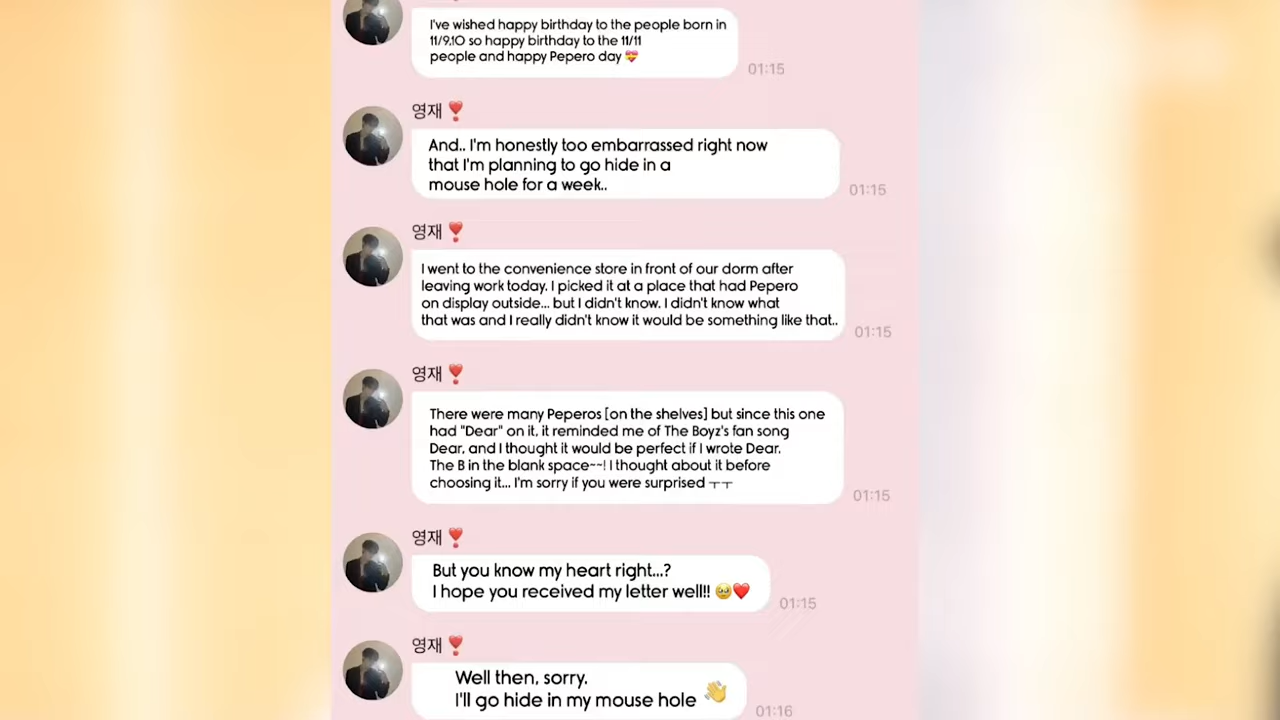 I've wished happy birthday to the people born in
11/9,10 so happy birthday to the 11/11
people and happy Pepero day 💝
01:15
영재❣️
And.. I'm honestly too embarrassed right now
that I'm planning to go hide in a
mouse hole for a week..
01:15
영재❣️
I went to the convenience store in front of our dorm after
leaving work today. I picked it at a place that had Pepero
on display outside... but I didn't know. I didn't know what
that was and I really didn't know it would be something like that..
01:15
영재❣️
There were many Peperos [on the shelves] but since this one
had "Dear" on it, it reminded me of The Boyz's fan song
Dear, and I thought it would be perfect if I wrote Dear.
The B in the blank space~~! I thought about it before
choosing it... I'm sorry if you were surprised ㅜㅜ
01:15
영재❣️
But you know my heart right...?
I hope you received my letter well!! 🥹❤️
01:15
영재❣️
Well then, sorry.
I'll go hide in my mouse hole 👋
01:16